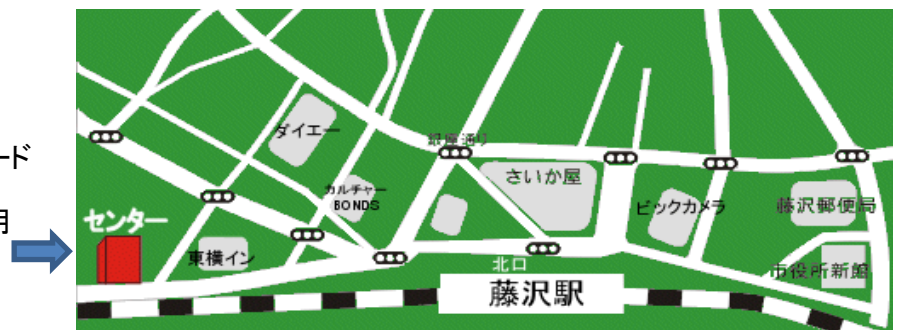 ード
用
ダイエー
銀座通り
さいか屋
カルチャー
BONDS
ビックカメラ
藤沢郵便局
センター
東横イン
北口
藤沢駅
市役所新館